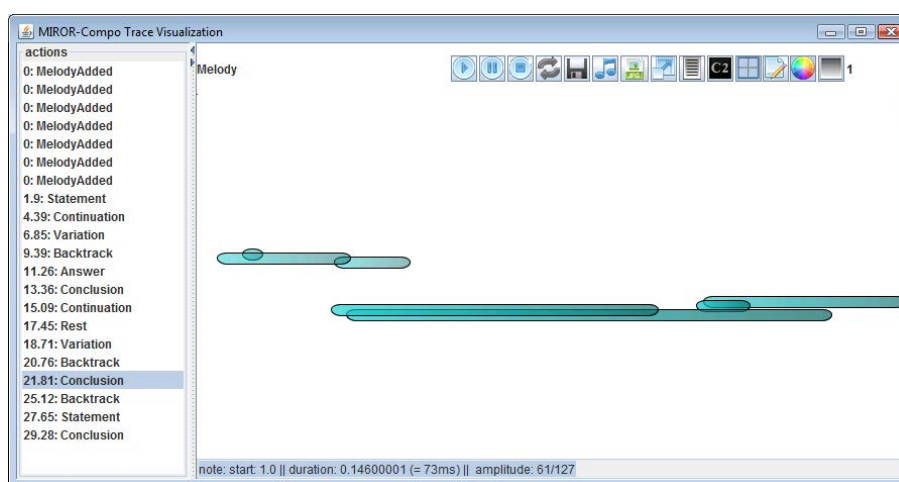 MIROR-Compo Trace Visualization
actions
0: MelodyAdded
0: MelodyAdded
0: MelodyAdded
0: MelodyAdded
0: MelodyAdded
0: MelodyAdded
0: MelodyAdded
1.9: Statement
4.39: Continuation
6.85: Variation
9.39: Backtrack
11.26: Answer
13.36: Conclusion
15.09: Continuation
17.45: Rest
18.71: Variation
20.76: Backtrack
21.81: Conclusion
25.12: Backtrack
27.65: Statement
29.28: Conclusion
Melody
C2
1
note: start: 1.0 || duration: 0.14600001 (= 73ms) || amplitude: 61/127